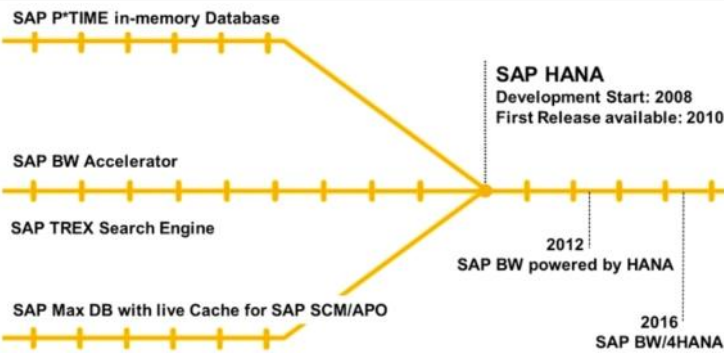 SAP P*TIME in-memory Database
SAP HANA
Development Start: 2008
First Release available: 2010
SAP BW Accelerator
SAP TREX Search Engine
2012
SAP BW powered by HANA
SAP Max DB with live Cache for SAP SCM/APO
2016
SAP BW/4HANA